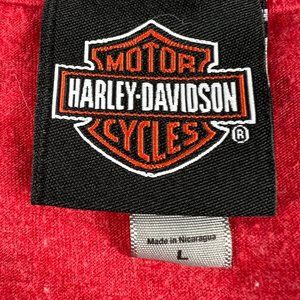 MOTOR
HARLEY-DAVIDSON
CYCLES
®
Made in Nicaragua
L